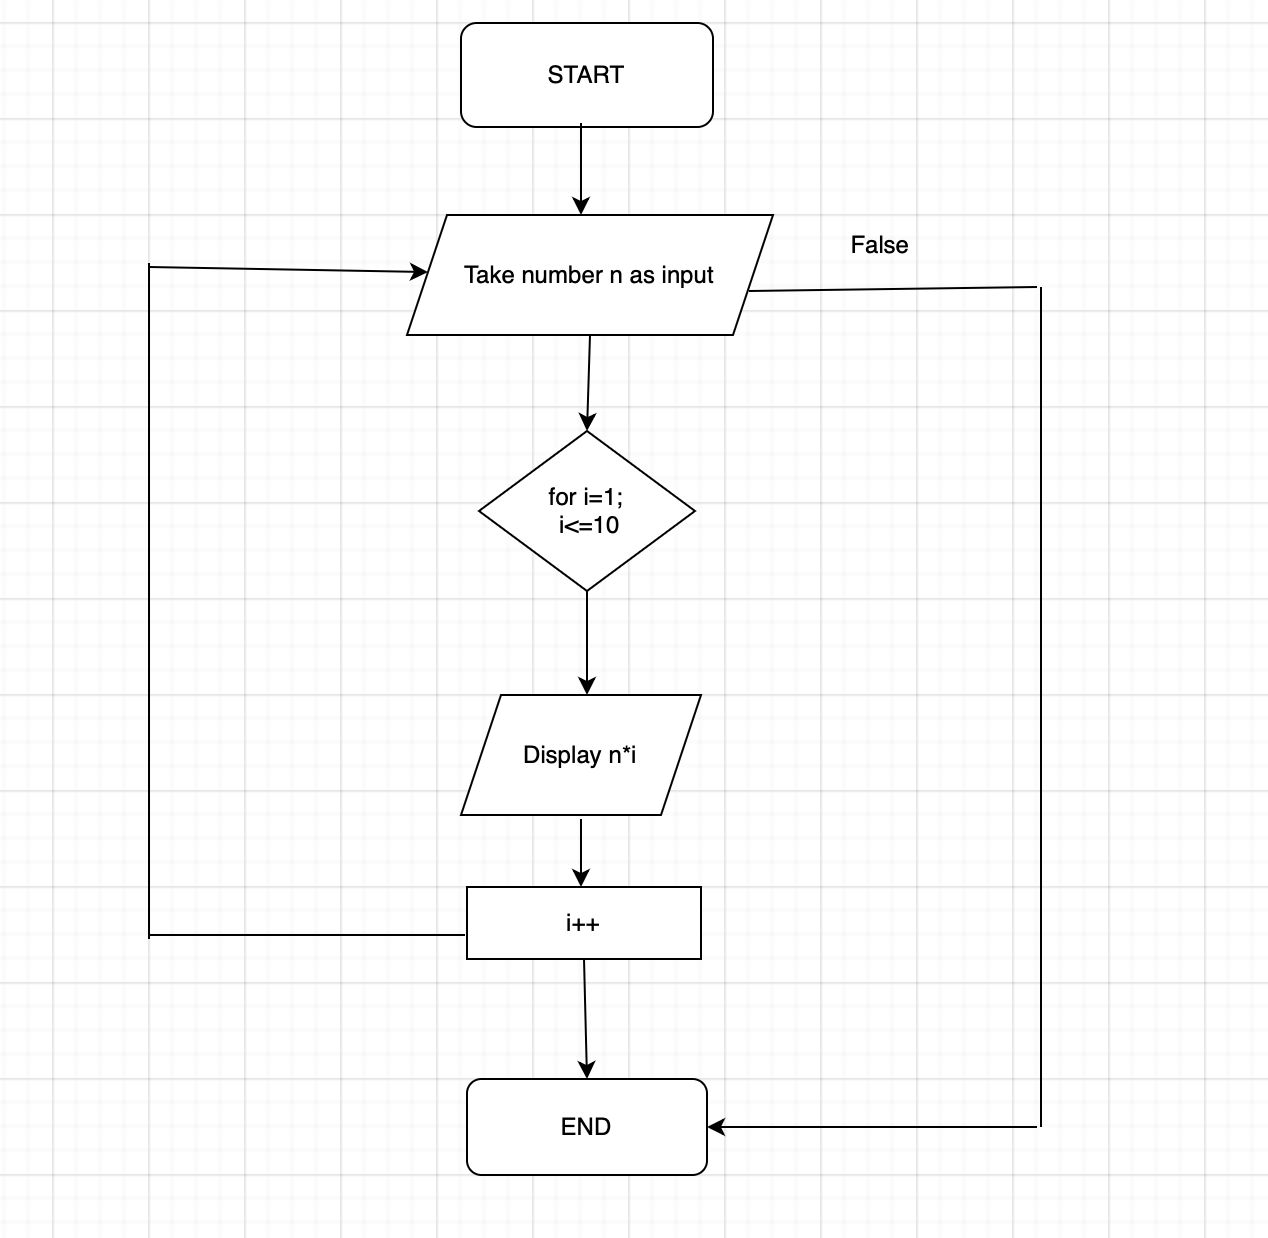 START
Take number n as input
False
for i=1;
i<=10
Display n*i
i++
END